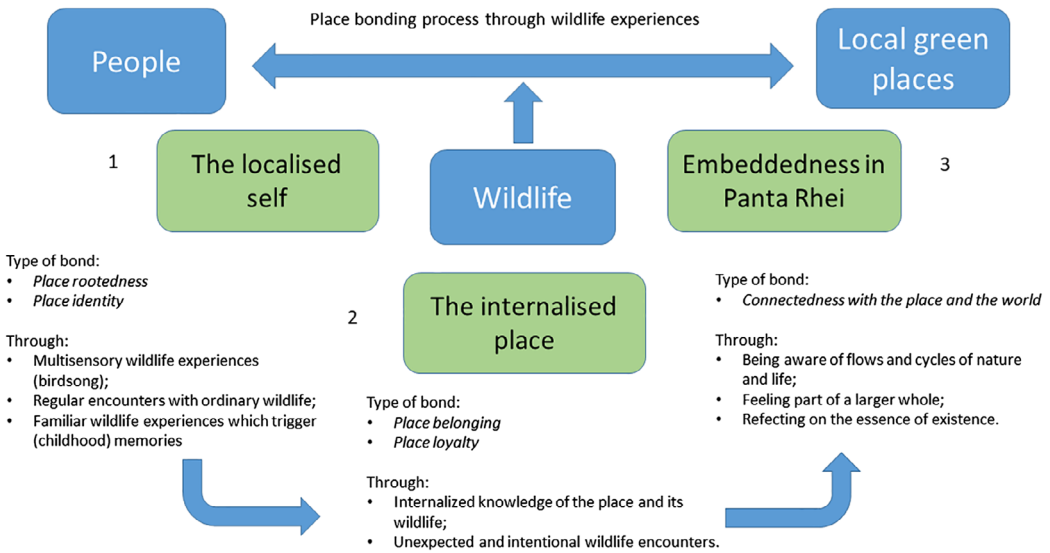 Place bonding process through wildlife experiences
People
Local green
places
1
The localised
self
Wildlife
Embeddedness in
Panta Rhei
3
Type of bond:
• Place rootedness
• Place identity
Through:
• Multisensory wildlife experiences
(birdsong);
• Regular encounters with ordinary wildlife;
• Familiar wildlife experiences which trigger
(childhood) memories
2
The internalised
place
Type of bond:
• Place belonging
• Place loyalty
Through:
• Internalized knowledge of the place and its
wildlife;
• Unexpected and intentional wildlife encounters.
Type of bond:
• Connectedness with the place and the world
Through:
• Being aware of flows and cycles of nature
and life;
• Feeling part of a larger whole;
• Refecting on the essence of existence.